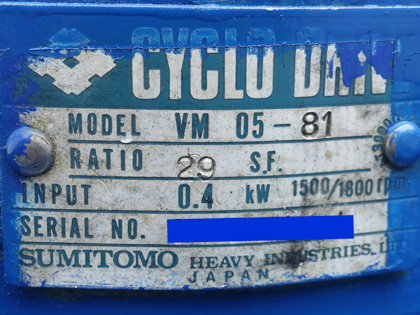 CYCLO DRIVE
MODEL VM 05-81
RATIO 29 S.F.
INPUT 0.4 kW 1500/1800 rpm
SERIAL NO.
SUMITOMO HEAVY INDUSTRIES,
JAPAN